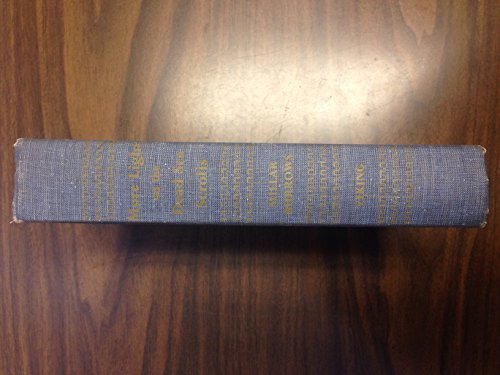 More Light
on the
Dead Sea
Scrolls
MILLAR
BURROWS
VIKING